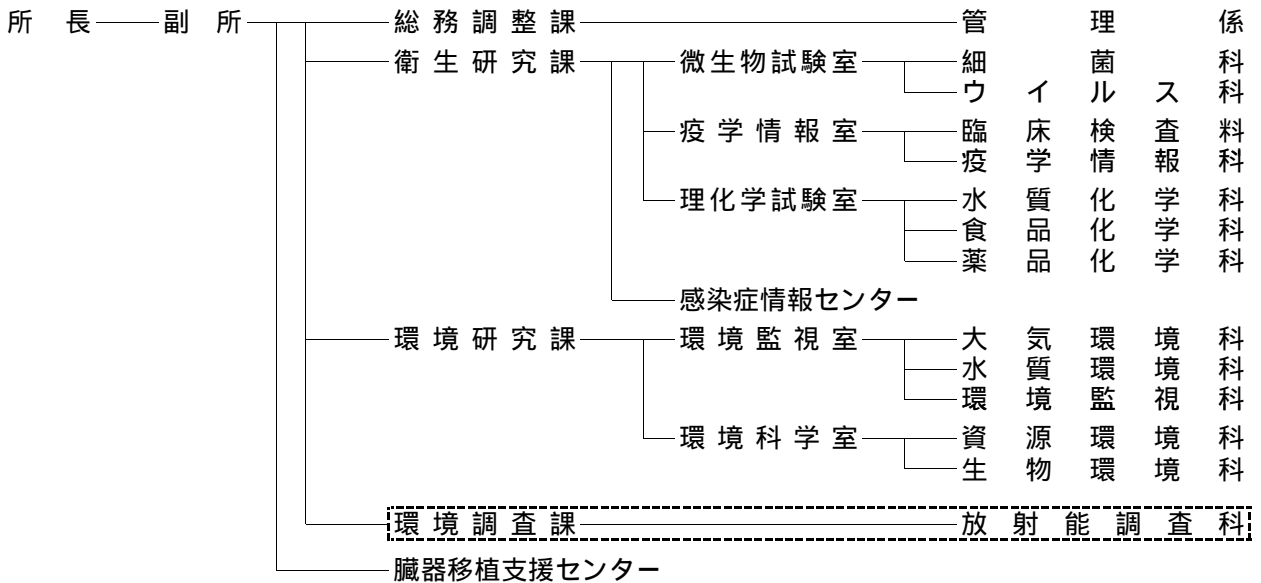 所長 副所 総務調整課 管理係
衛生研究課 微生物試験室 細菌科
ウイルス科
疫学情報室 臨床検査料
疫学情報科
理化学試験室 水質化学科
食品化学科
薬品化学科
感染症情報センター
環境研究課 環境監視室 大気環境科
水質環境科
環境監視科
環境科学室 資源環境科
生物環境科
環境調査課 放射能調査科
臓器移植支援センター